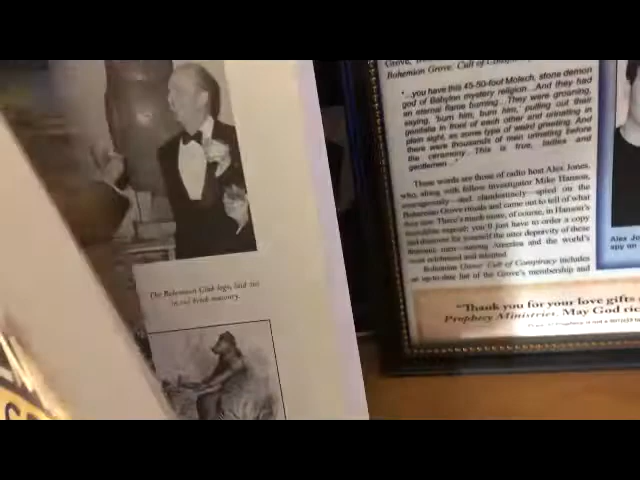 The Bohemian Club logo, laid out
in red brick masonry.
Bohemian Grove: Cult of Conspiracy
"...you have this 45-50-foot Molech, stone demon
god of Babylon mystery religion... And they had
an eternal flame burning... They were groaning,
saying, 'burn him, burn him,' putting out their
genitalia in front of each other and urinating in
plain sight, as some type of weird greeting. And
there were thousands of men urinating before
the ceremony. This is true, ladies and
gentlemen..."
These words are those of radio host Alex Jones,
who, along with fellow investigator Mike Hanson,
courageously—and clandestinely—spied on the
Bohemian Grove rituals and came out to tell of what
they saw. There's much more, of course, in Hanson's
incredible exposé; you'll just have to order a copy
and discover for yourself the utter depravity of these
men—among America and the world's
most celebrated and admired.
Bohemian Grove: Cult of Conspiracy includes
an up-to-date list of the Grove's membership and
Alex Jo
spy on
"Thank you for your love gifts
Prophecy Ministries. May God ric